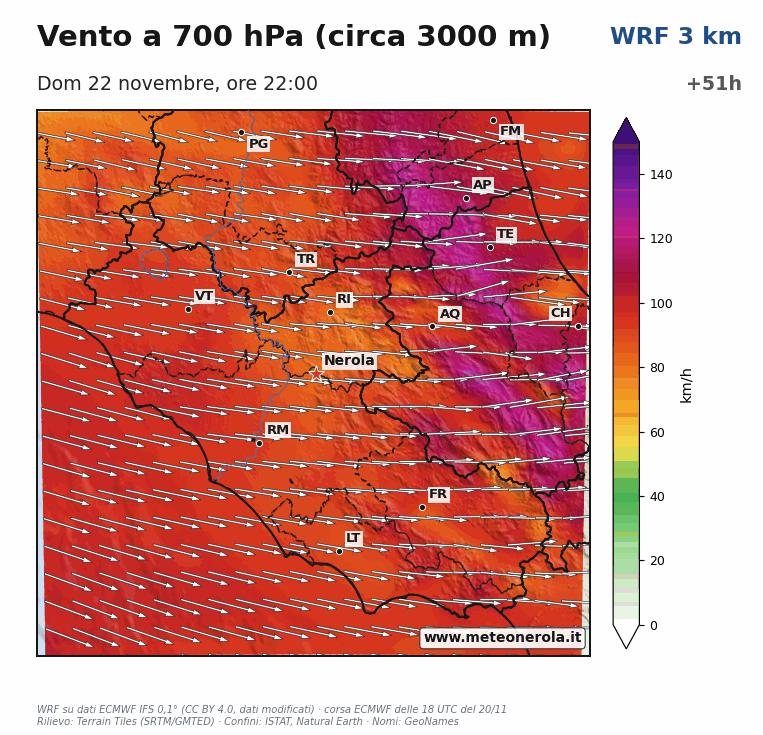 Vento a 700 hPa (circa 3000 m)
WRF 3 km
Dom 22 novembre, ore 22:00
+51h
FM
PG
AP
TE
TR
VT
RI
AQ
CH
Nerola
RM
FR
LT
www.meteonerola.it
140
120
100
80
60
40
20
0
km/h
WRF su dati ECMWF IFS 0,1° (CC BY 4.0, dati modificati) · corsa ECMWF delle 18 UTC del 20/11
Rilievo: Terrain Tiles (SRTM/GMTED) · Confini: ISTAT, Natural Earth · Nomi: GeoNames